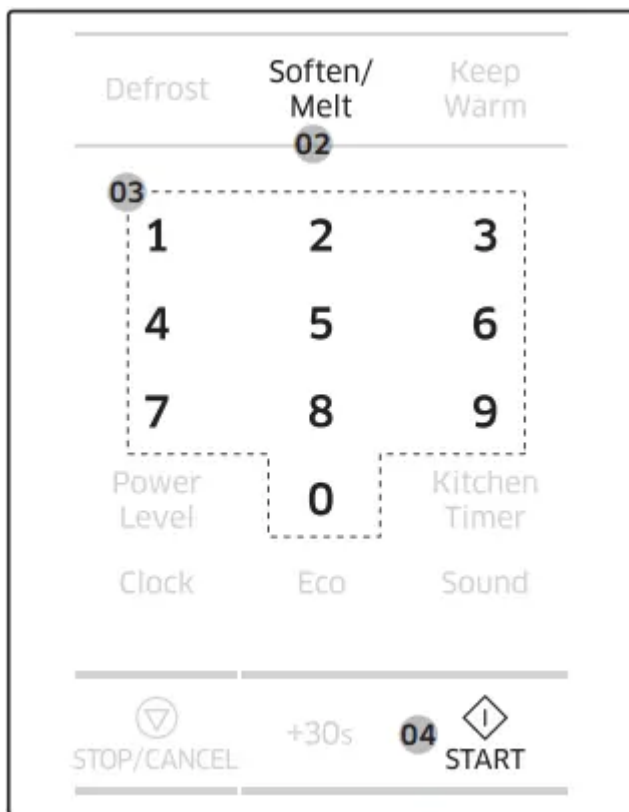 Defrost
Soften/
Melt
Keep
Warm
02
03
1 2 3
4 5 6
7 8 9
Power
Level
0
Kitchen
Timer
Clock Eco Sound
STOP/CANCEL
+30s
04
START